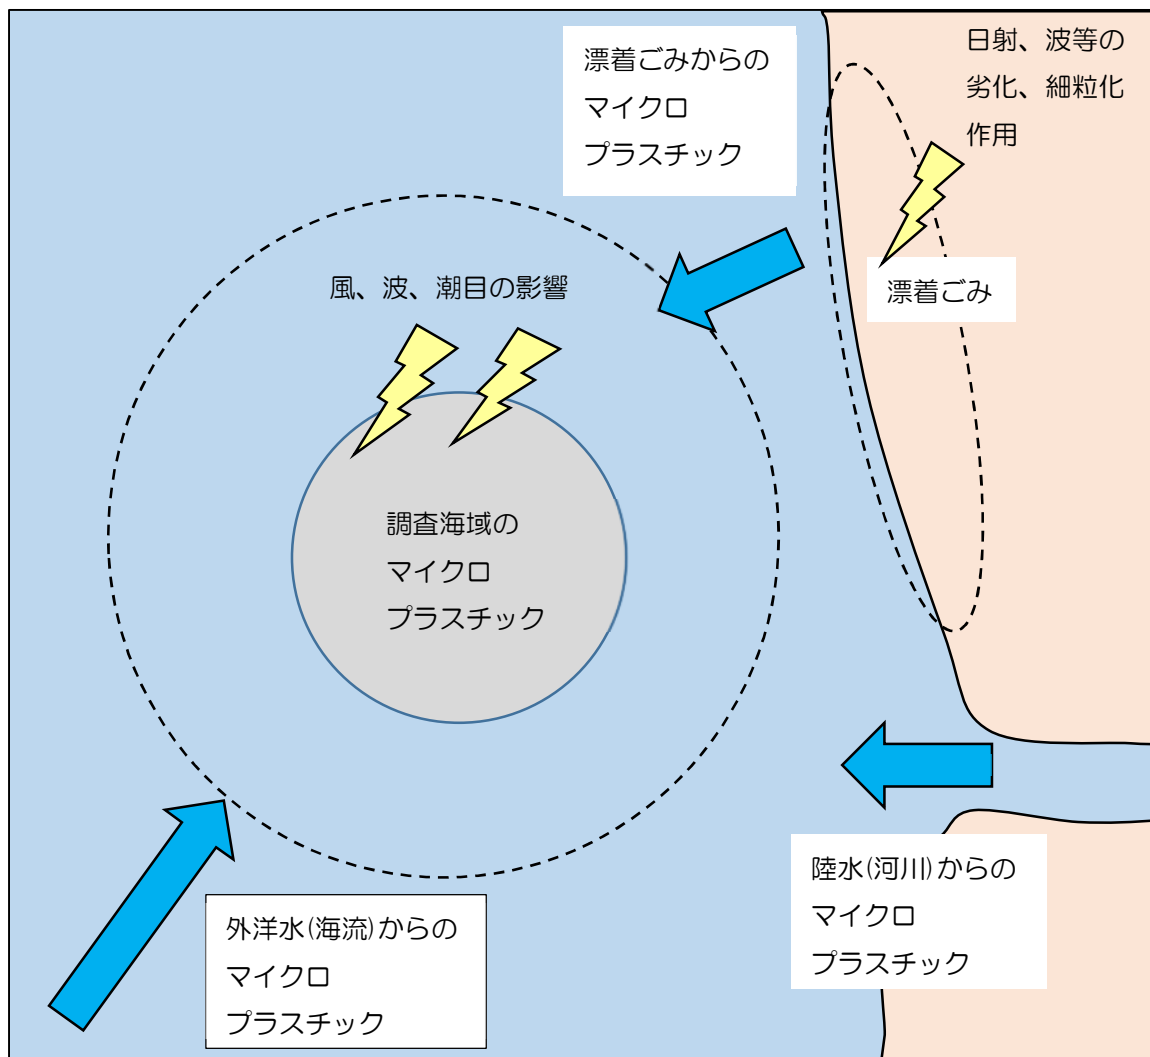 漂着ごみからの
マイクロ
プラスチック
日射、波等の
劣化、細粒化
作用
風、波、潮目の影響
漂着ごみ
調査海域の
マイクロ
プラスチック
陸水(河川)からの
マイクロ
プラスチック
外洋水(海流)からの
マイクロ
プラスチック